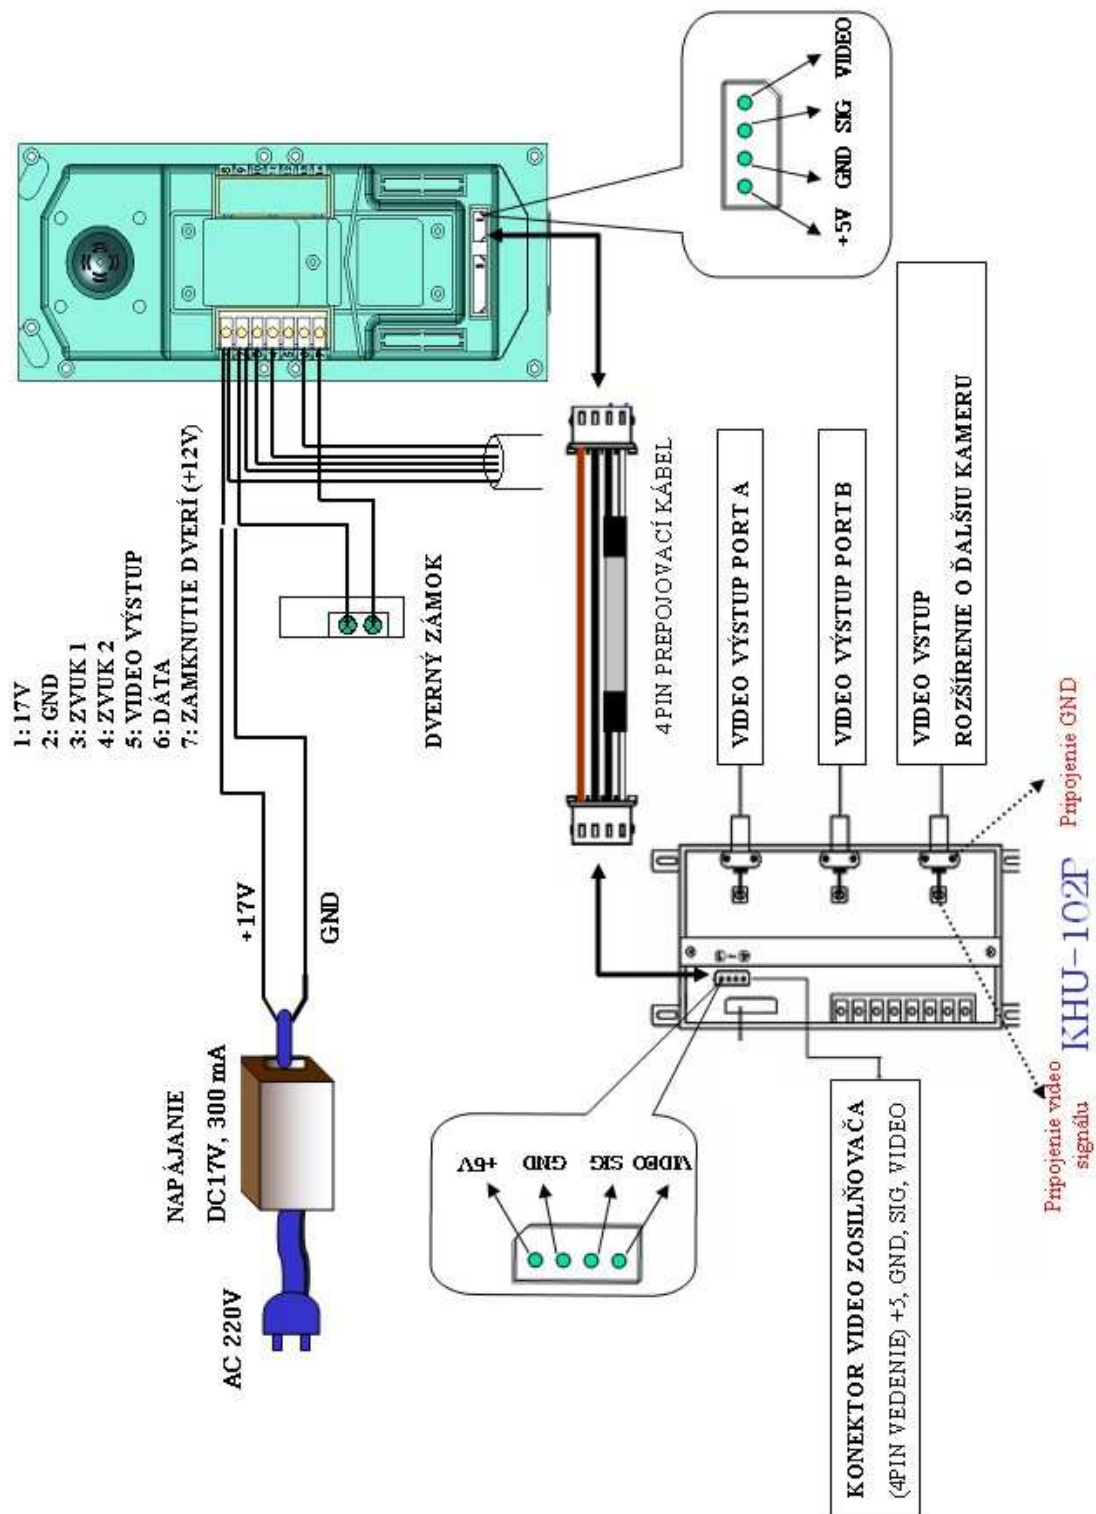 1: 17V
2: GND
3: ZVUK 1
4: ZVUK 2
5: VIDEO VÝSTUP
6: DÁTA
7: ZAMKNUTIE DVERÍ (+12V)
NAPÁJANIE
DC17V, 300 mA
AC 220V
+17V
GND
DVERNÝ ZÁMOK
+5V
GND
SIG
VIDEO
4PIN PREPOJOVACÍ KÁBEL
VIDEO VÝSTUP PORT A
VIDEO VÝSTUP PORT B
VIDEO VSTUP
ROZŠÍRENIE O ĎALŠIU KAMERU
+5V
GND
SIG
VIDEO
KONEKTOR VIDEO ZOSILŇOVAČA
(4PIN VEDENIE) +5, GND, SIG, VIDEO
Pripojenie video
signálu
KHU-102P
Pripojenie GND